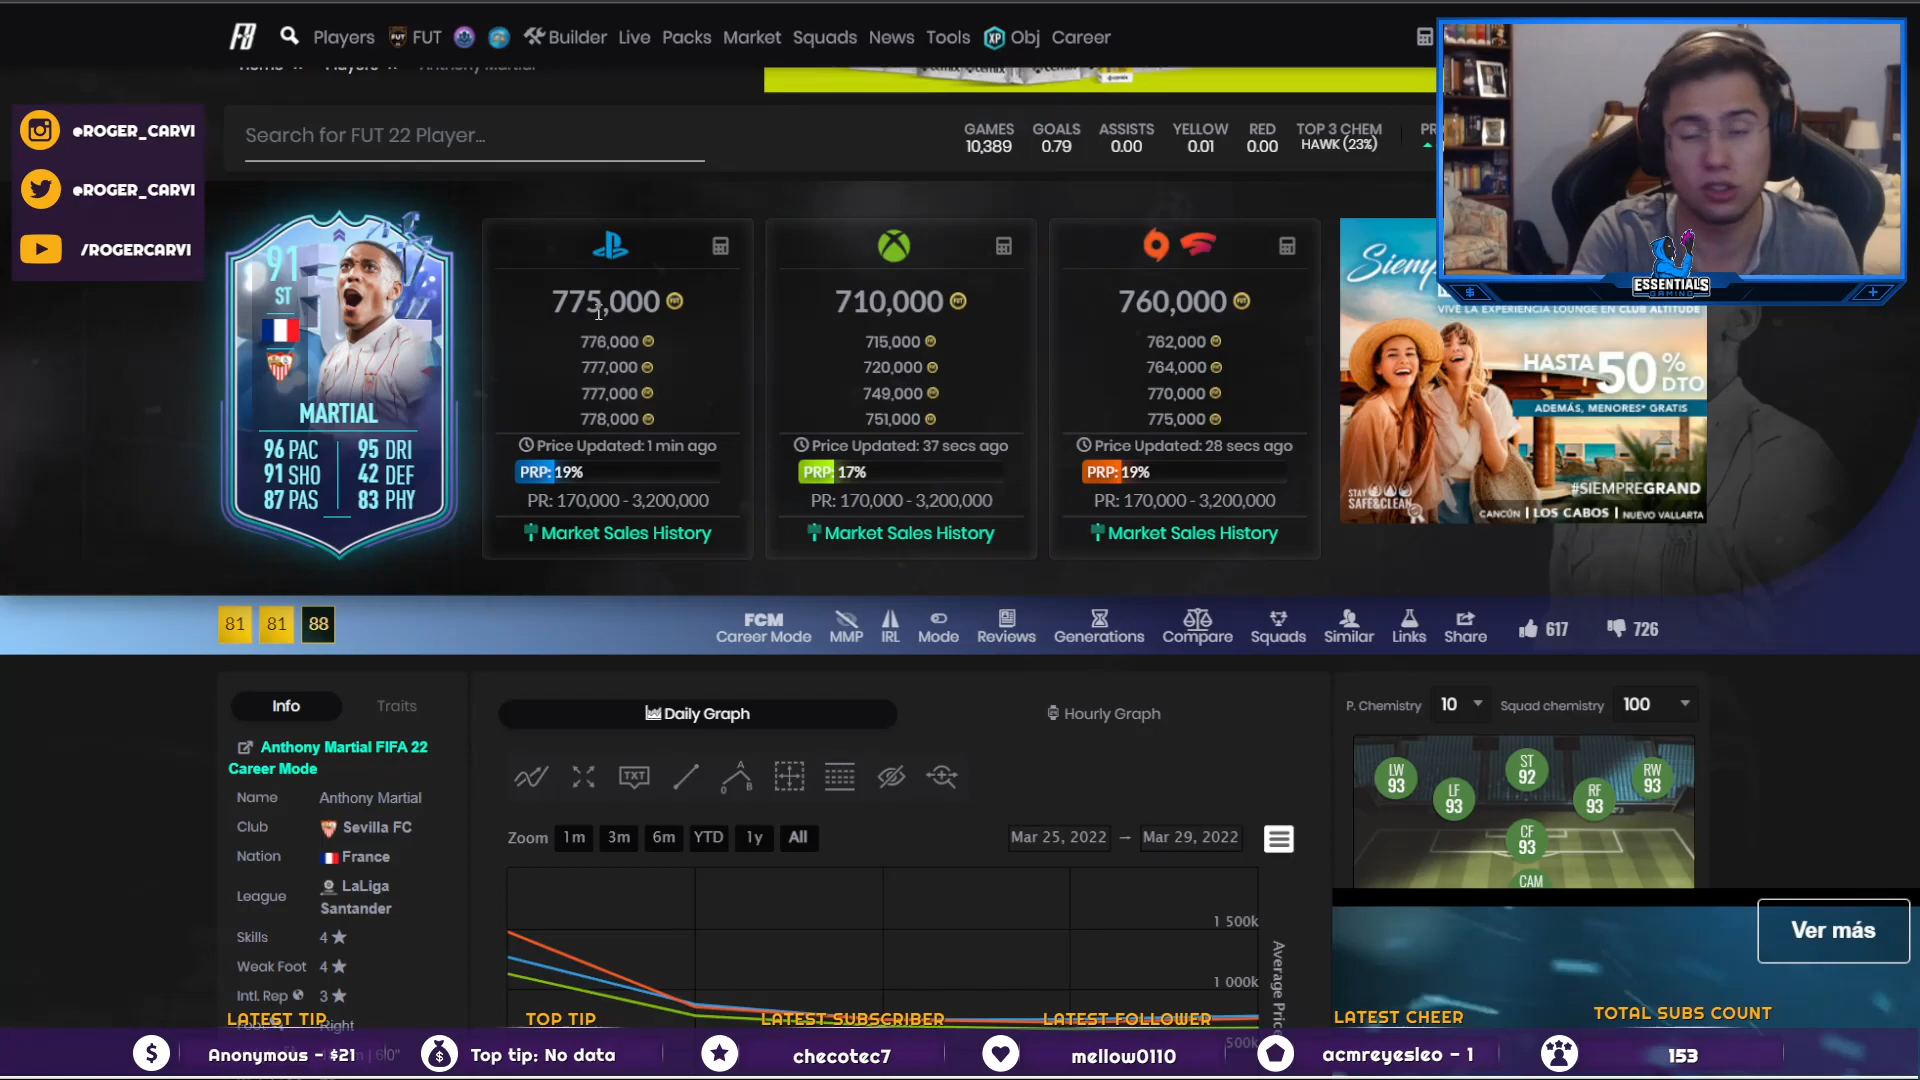 Players FUT Builder Live Packs Market Squads News Tools XP Obj Career
Home Players Anthony Martial
@ROGER_CARVI
@ROGER_CARVI
/ROGERCARVI
Search for FUT 22 Player...
GAMES GOALS ASSISTS YELLOW RED TOP 3 CHEM PR
10,389 0.79 0.00 0.01 0.00 HAWK (23%)
91
ST
MARTIAL
96 PAC 95 DRI
91 SHO 42 DEF
87 PAS 83 PHY
775,000
776,000
777,000
777,000
778,000
Price Updated: 1 min ago
PRP: 19%
PR: 170,000 - 3,200,000
Market Sales History
710,000
715,000
720,000
749,000
751,000
Price Updated: 37 secs ago
PRP: 17%
PR: 170,000 - 3,200,000
Market Sales History
760,000
762,000
764,000
770,000
775,000
Price Updated: 28 secs ago
PRP: 19%
PR: 170,000 - 3,200,000
Market Sales History
ESSENTIALS
GAMING
VIVE LA EXPERIENCIA LOUNGE EN CLUB ALTITUDE
HASTA 50% DTO
ADEMÁS, MENORES* GRATIS
#SIEMPREGRAND
STAY
SAFE&CLEAN
CANCÚN | LOS CABOS | NUEVO VALLARTA
81 81 88
FCM
Career Mode MMP IRL Mode Reviews Generations Compare Squads Similar Links Share 617 726
Info Traits
Anthony Martial FIFA 22
Career Mode
Name Anthony Martial
Club Sevilla FC
Nation France
League LaLiga
Santander
Skills 4
Weak Foot 4
Intl. Rep 3
Right
Daily Graph Hourly Graph
TXT
Zoom 1m 3m 6m YTD 1y All
Mar 25, 2022 → Mar 29, 2022
1 500k
1 000k
500k
Average Price
P. Chemistry 10 Squad chemistry 100
LW
93
LF
93
ST
92
RF
93
RW
93
CF
93
CAM
Ver más
LATEST TIP TOP TIP LATEST SUBSCRIBER LATEST FOLLOWER LATEST CHEER TOTAL SUBS COUNT
Anonymous - $21 Top tip: No data checotec7 mellow0110 acmreyesleo - 1 153